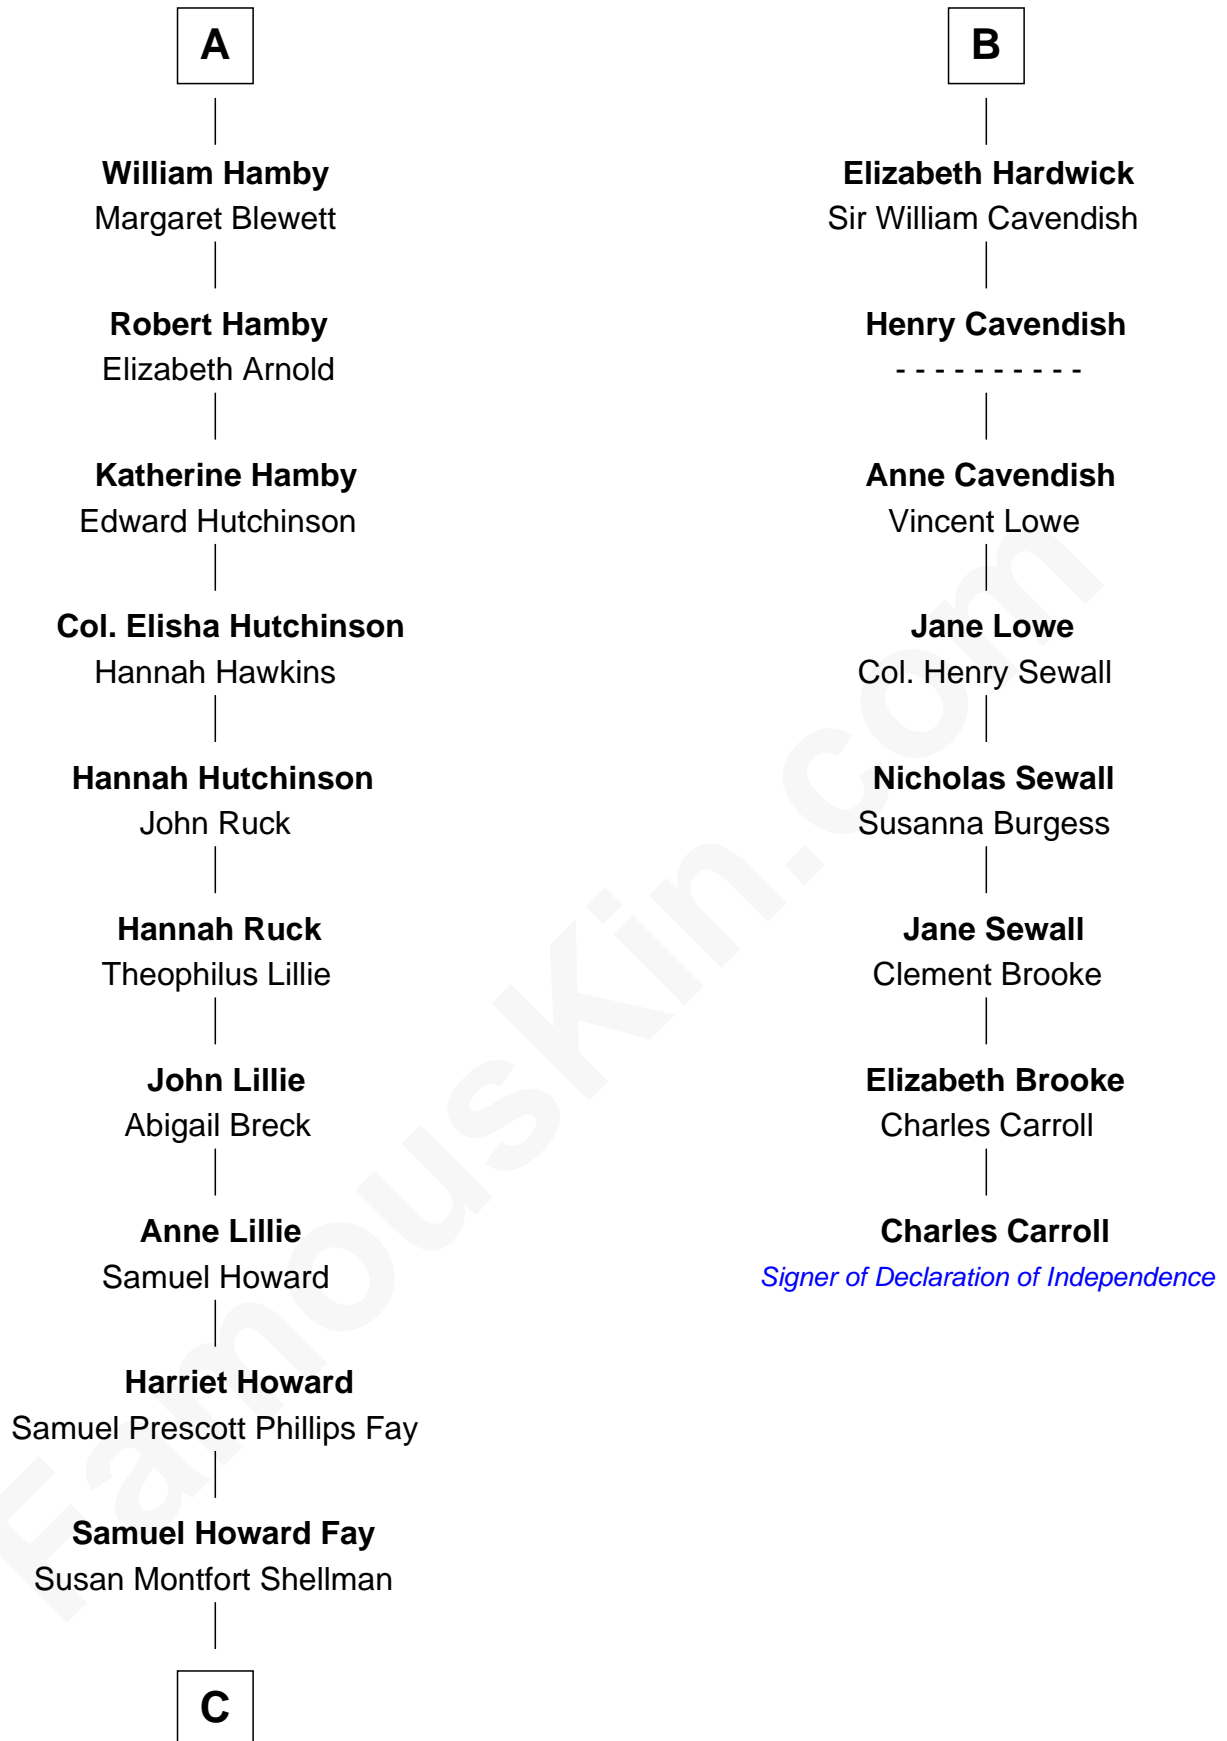 A
William Hamby
Margaret Blewett
Robert Hamby
Elizabeth Arnold
Katherine Hamby
Edward Hutchinson
Col. Elisha Hutchinson
Hannah Hawkins
Hannah Hutchinson
John Ruck
Hannah Ruck
Theophilus Lillie
John Lillie
Abigail Breck
Anne Lillie
Samuel Howard
Harriet Howard
Samuel Prescott Phillips Fay
Samuel Howard Fay
Susan Montfort Shellman
C
B
Elizabeth Hardwick
Sir William Cavendish
Henry Cavendish
- - - - - - - - - -
Anne Cavendish
Vincent Lowe
Jane Lowe
Col. Henry Sewall
Nicholas Sewall
Susanna Burgess
Jane Sewall
Clement Brooke
Elizabeth Brooke
Charles Carroll
Charles Carroll
Signer of Declaration of Independence
FamousKin.com